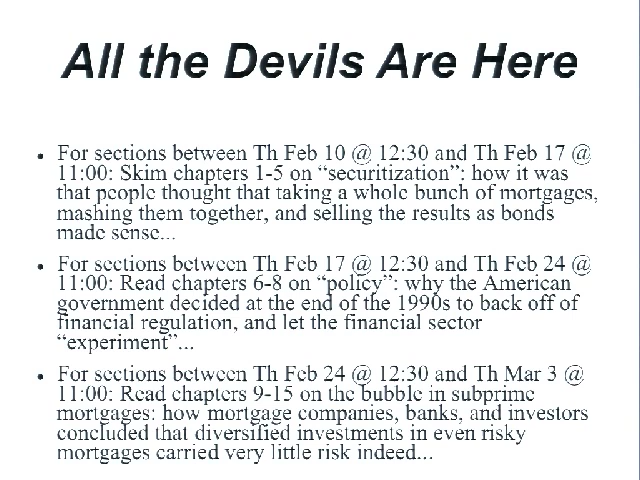 All the Devils Are Here
• For sections between Th Feb 10 @ 12:30 and Th Feb 17 @
11:00: Skim chapters 1-5 on “securitization”: how it was
that people thought that taking a whole bunch of mortgages,
mashing them together, and selling the results as bonds
made sense...
• For sections between Th Feb 17 @ 12:30 and Th Feb 24 @
11:00: Read chapters 6-8 on “policy”: why the American
government decided at the end of the 1990s to back off of
financial regulation, and let the financial sector
“experiment”...
• For sections between Th Feb 24 @ 12:30 and Th Mar 3 @
11:00: Read chapters 9-15 on the bubble in subprime
mortgages: how mortgage companies, banks, and investors
concluded that diversified investments in even risky
mortgages carried very little risk indeed...